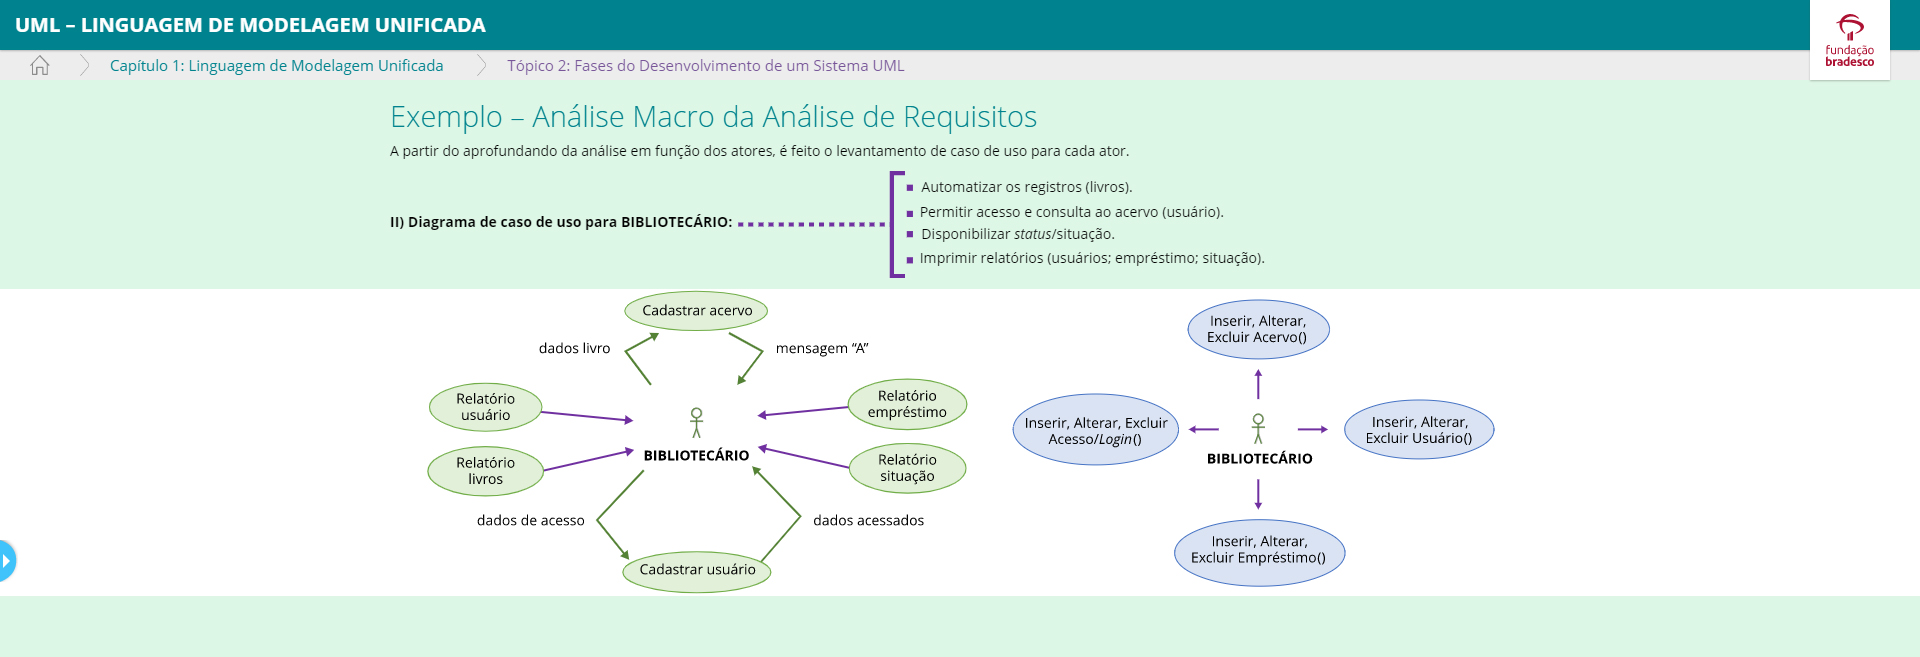 UML – LINGUAGEM DE MODELAGEM UNIFICADA
fundação
bradesco
Capítulo 1: Linguagem de Modelagem Unificada
Tópico 2: Fases do Desenvolvimento de um Sistema UML
Exemplo – Análise Macro da Análise de Requisitos
A partir do aprofundando da análise em função dos atores, é feito o levantamento de caso de uso para cada ator.
II) Diagrama de caso de uso para BIBLIOTECÁRIO:
Automatizar os registros (livros).
Permitir acesso e consulta ao acervo (usuário).
Disponibilizar status/situação.
Imprimir relatórios (usuários; empréstimo; situação).
Cadastrar acervo
dados livro
mensagem “A”
Relatório
usuário
Relatório
empréstimo
BIBLIOTECÁRIO
Relatório
livros
Relatório
situação
dados de acesso
dados acessados
Cadastrar usuário
Inserir, Alterar,
Excluir Acervo()
Inserir, Alterar, Excluir
Acesso/Login()
BIBLIOTECÁRIO
Inserir, Alterar,
Excluir Usuário()
Inserir, Alterar,
Excluir Empréstimo()